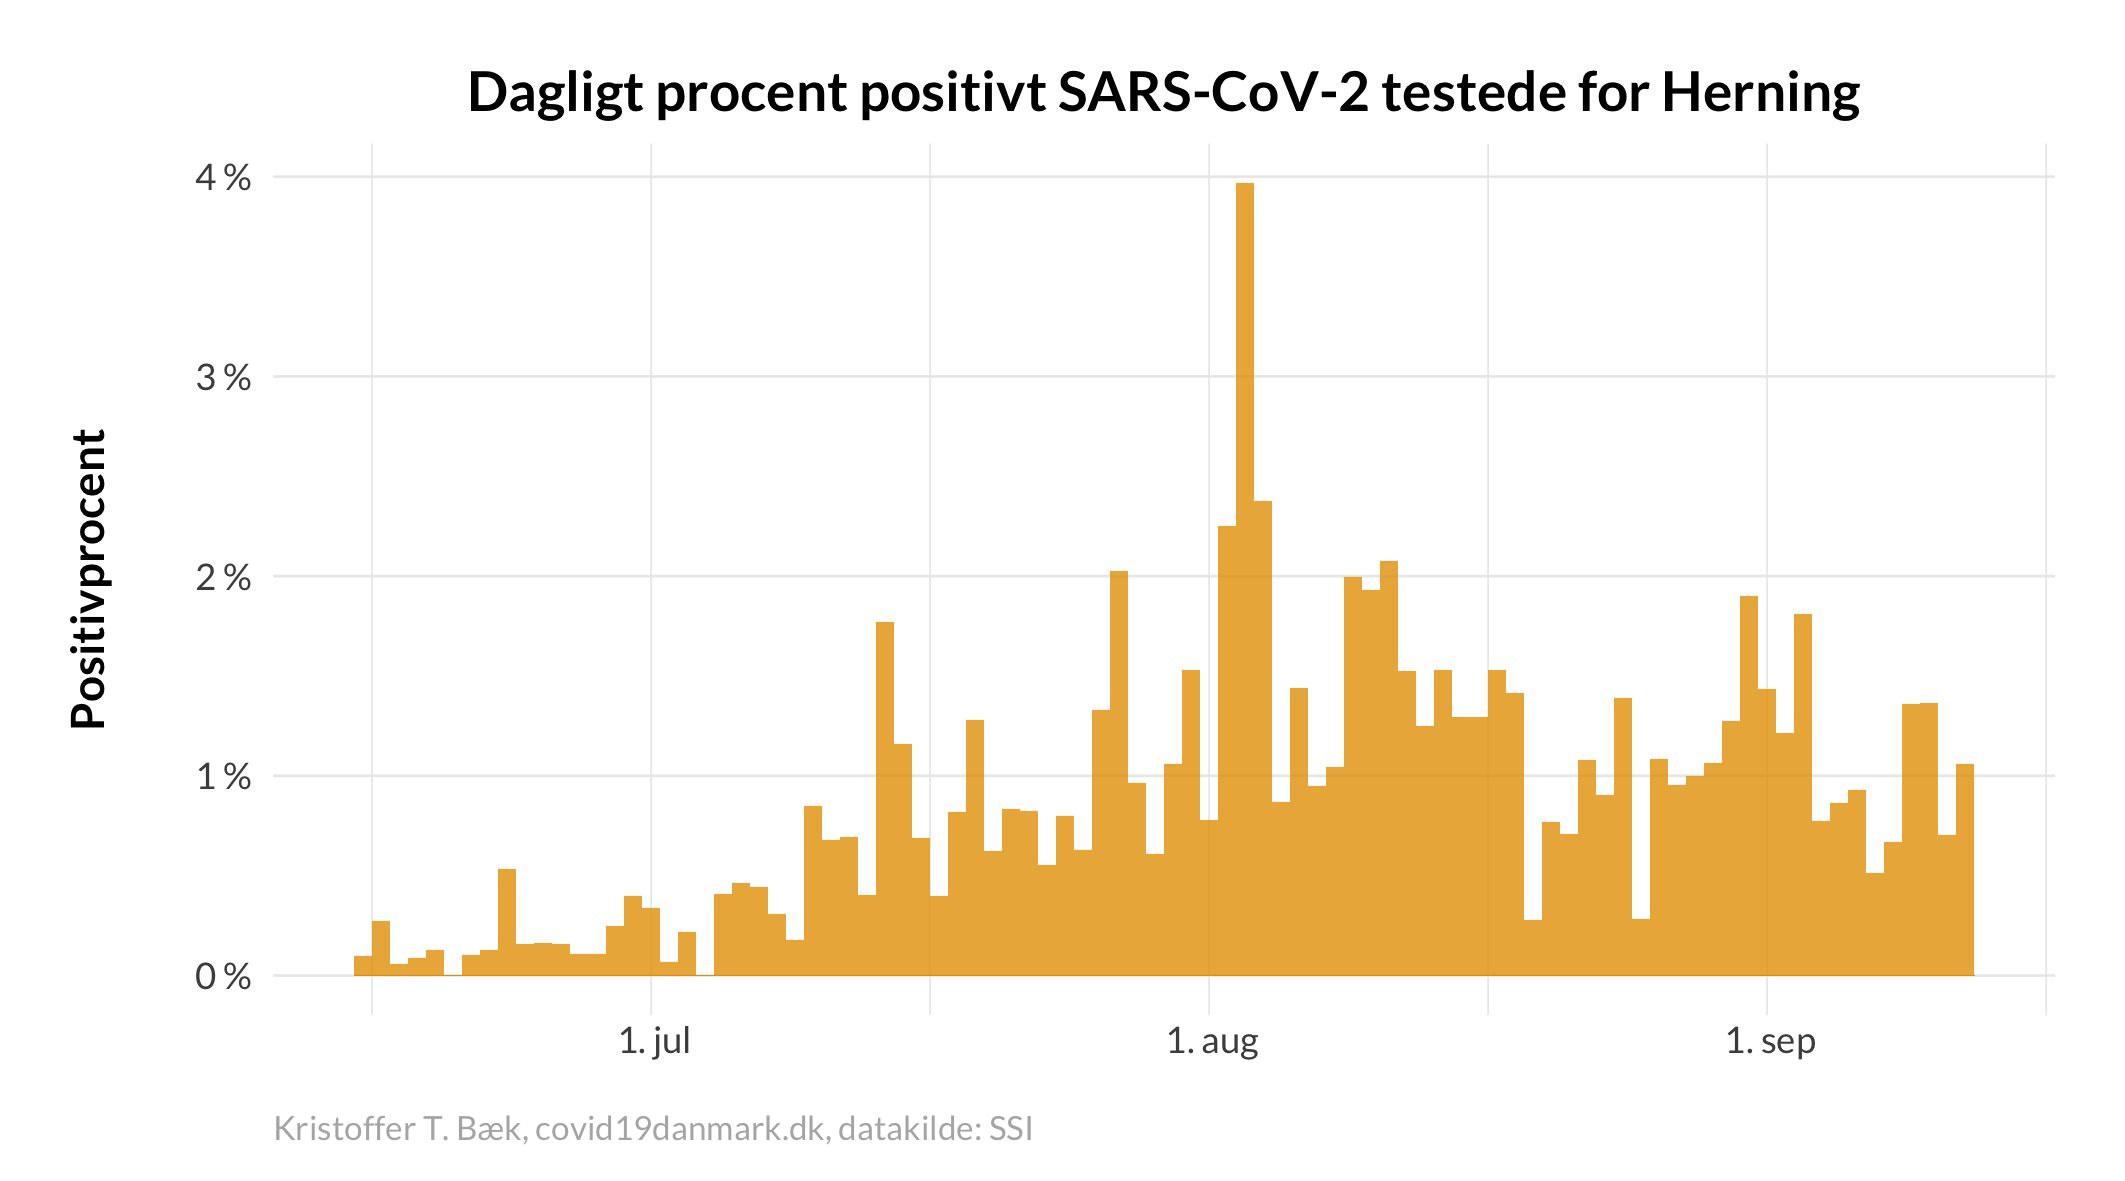 Dagligt procent positivt SARS-CoV-2 testede for Herning
Positivprocent
4 %
3 %
2 %
1 %
0 %
1. jul
1. aug
1. sep
Kristoffer T. Bæk, covid19danmark.dk, datakilde: SSI